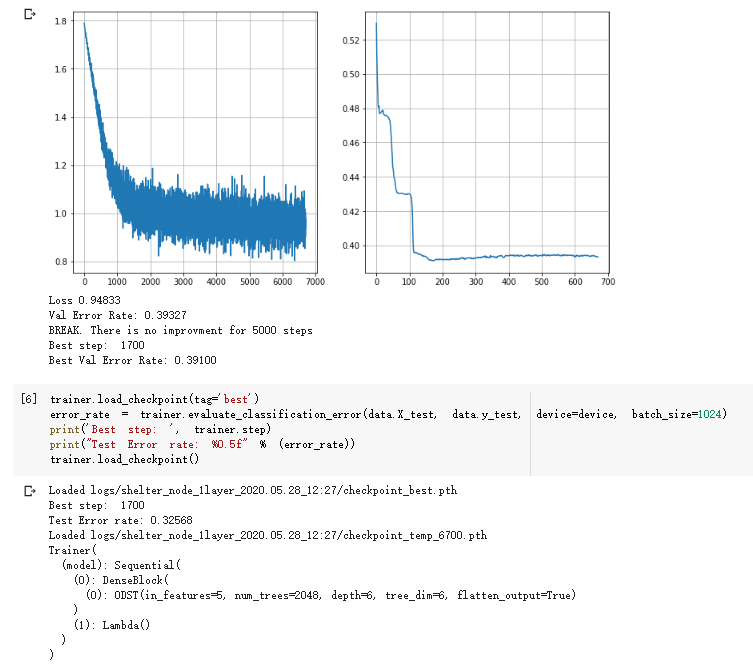 1.8
1.6
1.4
1.2
1.0
0.8
0 1000 2000 3000 4000 5000 6000 7000
0.52
0.50
0.48
0.46
0.44
0.42
0.40
0 100 200 300 400 500 600 700
Loss 0.94833
Val Error Rate: 0.39327
BREAK. There is no improvment for 5000 steps
Best step: 1700
Best Val Error Rate: 0.39100
[6] trainer.load_checkpoint(tag='best')
error_rate = trainer.evaluate_classification_error(data.X_test, data.y_test, device=device, batch_size=1024)
print('Best step: ', trainer.step)
print("Test Error rate: %0.5f" % (error_rate))
trainer.load_checkpoint()
Loaded logs/shelter_node_1layer_2020.05.28_12:27/checkpoint_best.pth
Best step: 1700
Test Error rate: 0.32568
Loaded logs/shelter_node_1layer_2020.05.28_12:27/checkpoint_temp_6700.pth
Trainer(
(model): Sequential(
(0): DenseBlock(
(0): ODST(in_features=5, num_trees=2048, depth=6, tree_dim=6, flatten_output=True)
)
(1): Lambda()
)
)